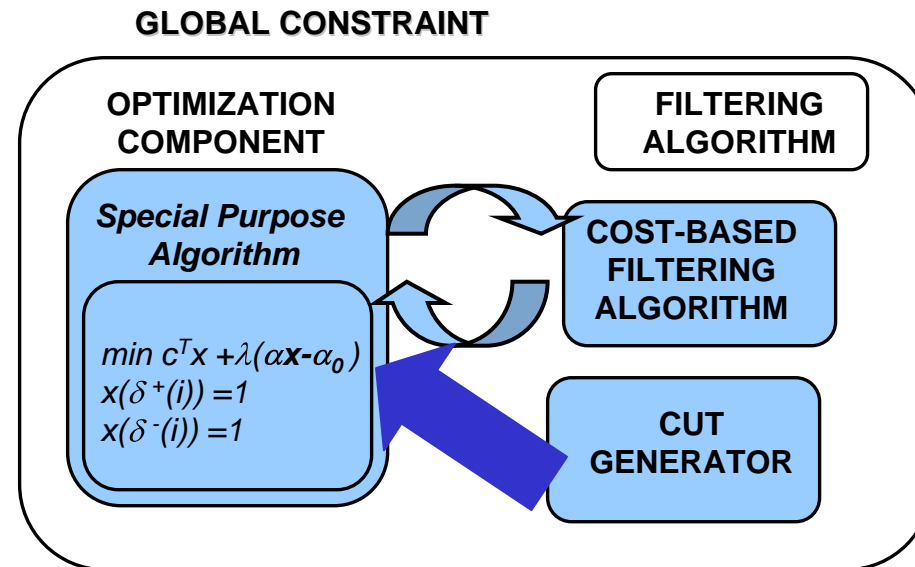 GLOBAL CONSTRAINT
OPTIMIZATION
COMPONENT
Special Purpose
Algorithm
min cᵀx +λ(αx-α₀)
x(δ⁺(i)) =1
x(δ⁻(i)) =1
FILTERING
ALGORITHM
COST-BASED
FILTERING
ALGORITHM
CUT
GENERATOR